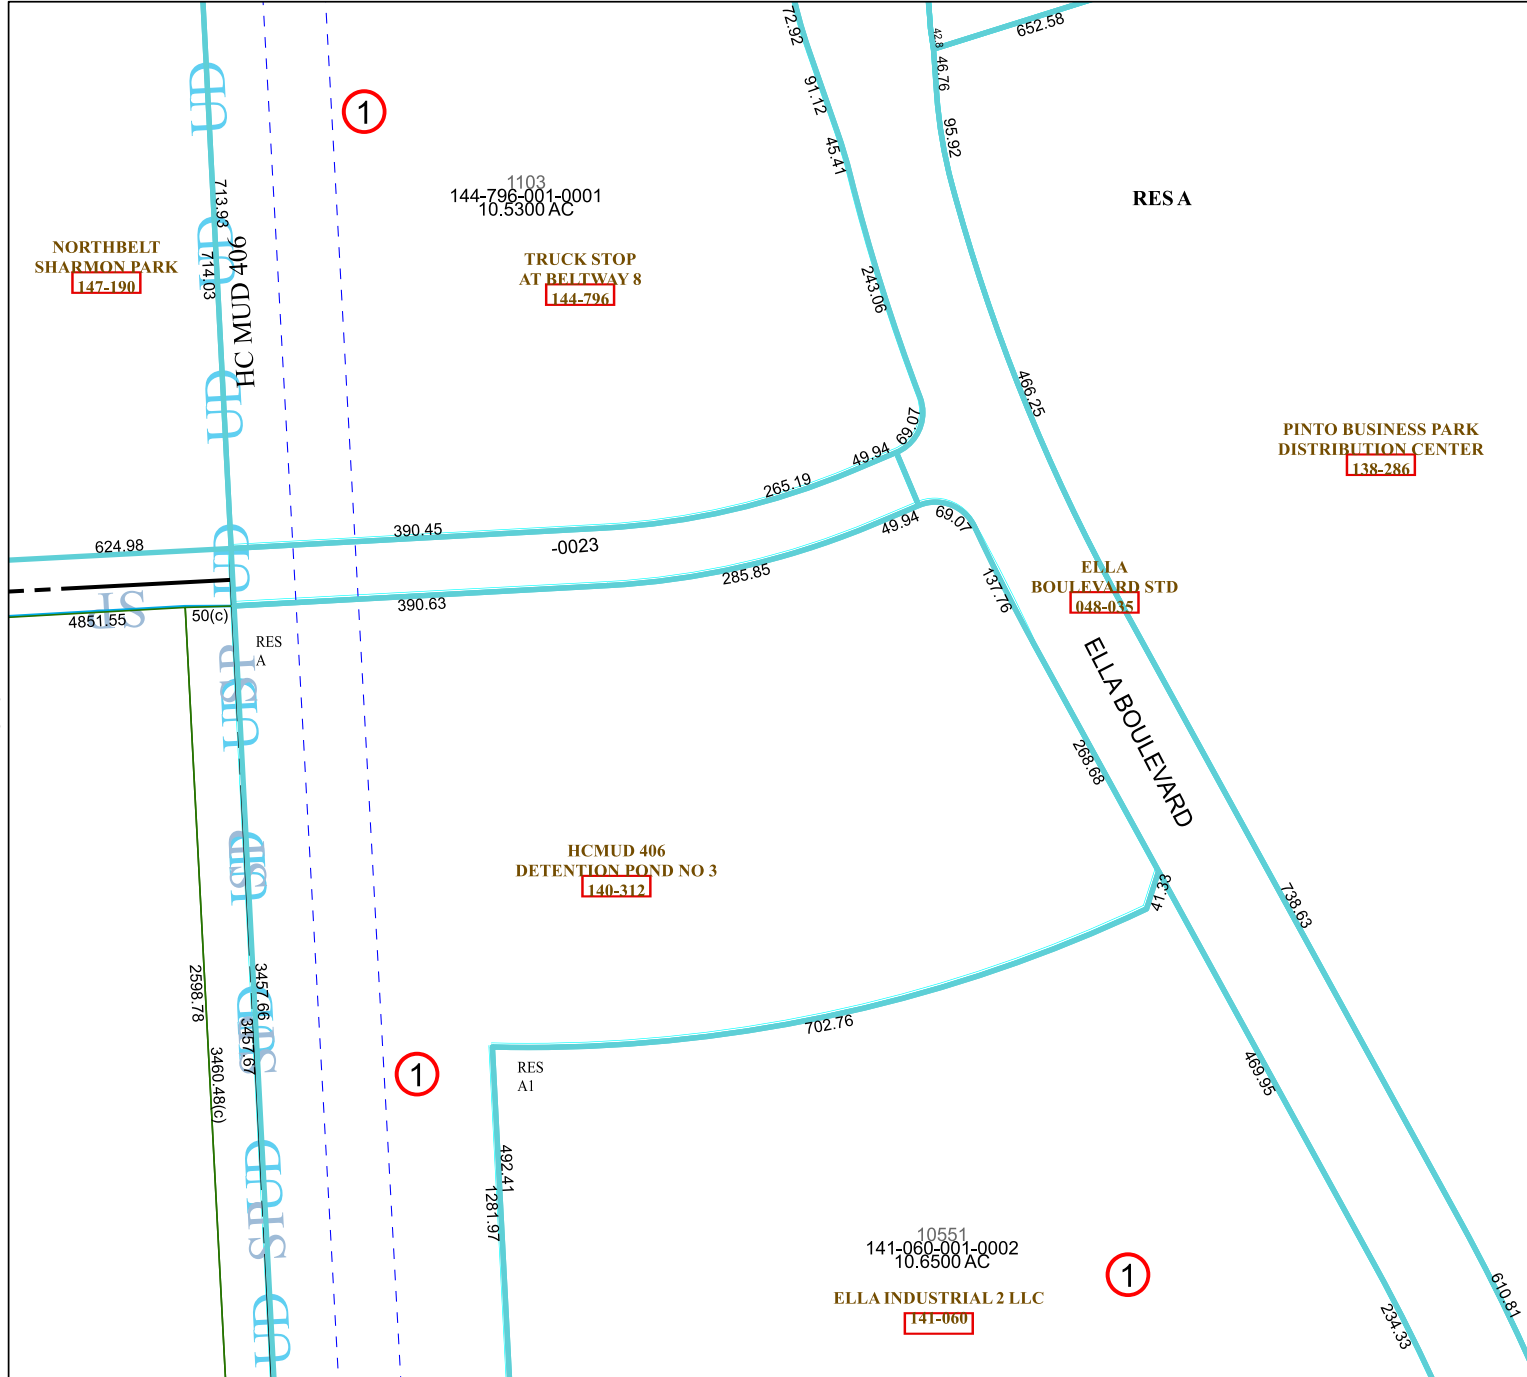 72.92
42.8
652.58
46.76
91.12
95.92
45.41
1
1103
144-796-001-0001
10.5300 AC
RES A
713.93
714.03
HC MUD 406
NORTHBELT
SHARMON PARK
147-190
TRUCK STOP
AT BELTWAY 8
144-796
243.06
466.25
69.07
49.94
265.19
PINTO BUSINESS PARK
DISTRIBUTION CENTER
138-286
390.45
-0023
624.98
49.94
69.07
285.85
390.63
137.76
ELLA
BOULEVARD STD
048-035
4851.55
50(c)
RES
A
ELLA BOULEVARD
268.68
HCMUD 406
DETENTION POND NO 3
140-312
41.33
738.63
2598.78
3457.66
3457.67
3460.48(c)
702.76
1
RES
A1
469.95
492.41
1281.97
10551
141-060-001-0002
10.6500 AC
1
ELLA INDUSTRIAL 2 LLC
141-060
234.33
610.81